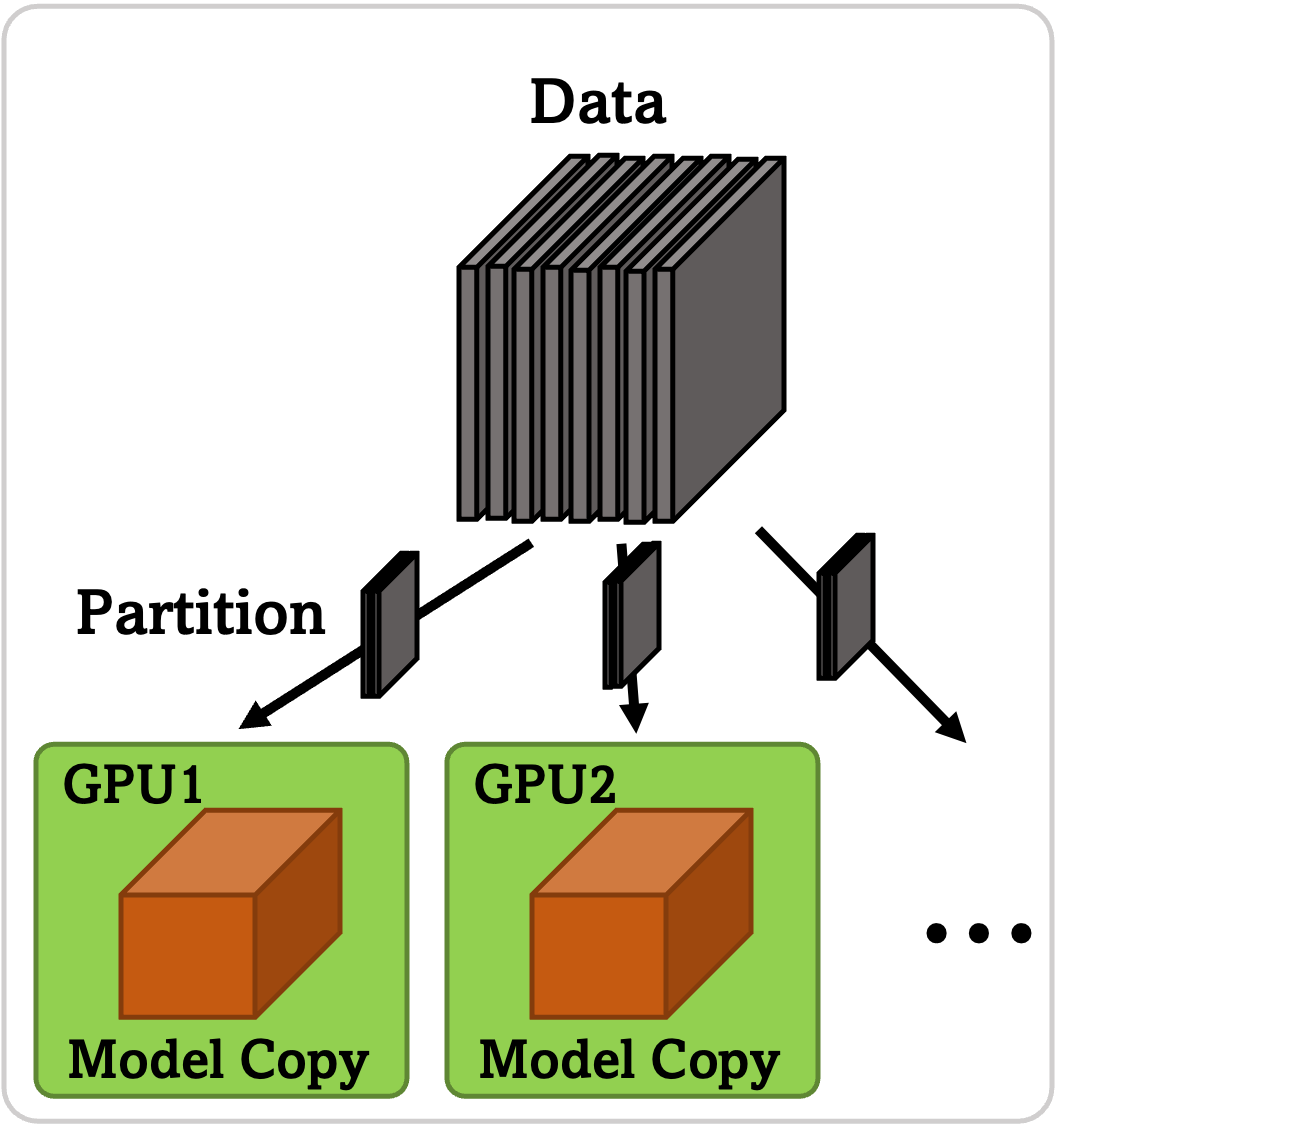 Data
Partition
GPU1
GPU2
Model Copy
Model Copy